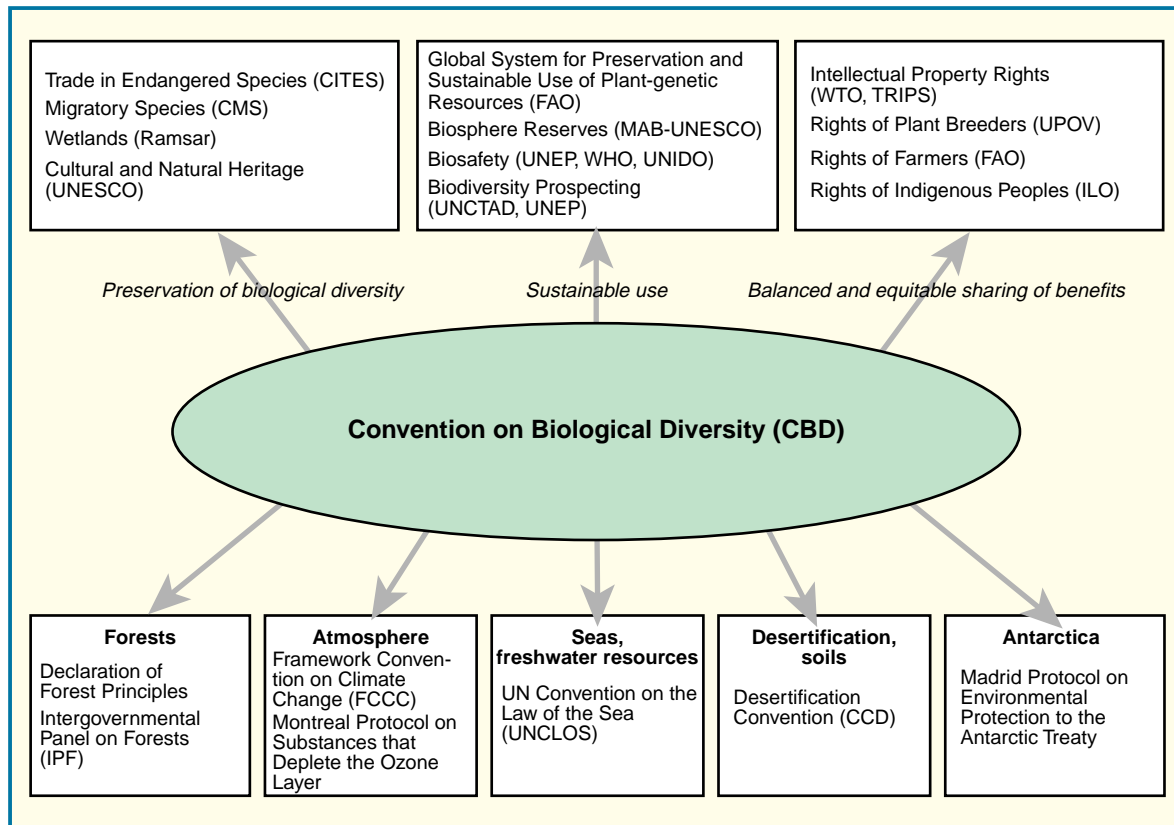 Trade in Endangered Species (CITES)
Migratory Species (CMS)
Wetlands (Ramsar)
Cultural and Natural Heritage
(UNESCO)
Global System for Preservation and
Sustainable Use of Plant-genetic
Resources (FAO)
Biosphere Reserves (MAB-UNESCO)
Biosafety (UNEP, WHO, UNIDO)
Biodiversity Prospecting
(UNCTAD, UNEP)
Intellectual Property Rights
(WTO, TRIPS)
Rights of Plant Breeders (UPOV)
Rights of Farmers (FAO)
Rights of Indigenous Peoples (ILO)
Preservation of biological diversity
Sustainable use
Balanced and equitable sharing of benefits
Convention on Biological Diversity (CBD)
Forests
Declaration of
Forest Principles
Intergovernmental
Panel on Forests
(IPF)
Atmosphere
Framework Conven-
tion on Climate
Change (FCCC)
Montreal Protocol on
Substances that
Deplete the Ozone
Layer
Seas,
freshwater resources
UN Convention on the
Law of the Sea
(UNCLOS)
Desertification,
soils
Desertification
Convention (CCD)
Antarctica
Madrid Protocol on
Environmental
Protection to the
Antarctic Treaty